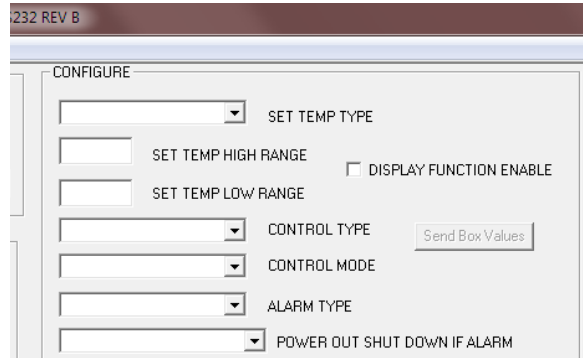 232 REV B
CONFIGURE
SET TEMP TYPE
SET TEMP HIGH RANGE
DISPLAY FUNCTION ENABLE
SET TEMP LOW RANGE
CONTROL TYPE
Send Box Values
CONTROL MODE
ALARM TYPE
POWER OUT SHUT DOWN IF ALARM